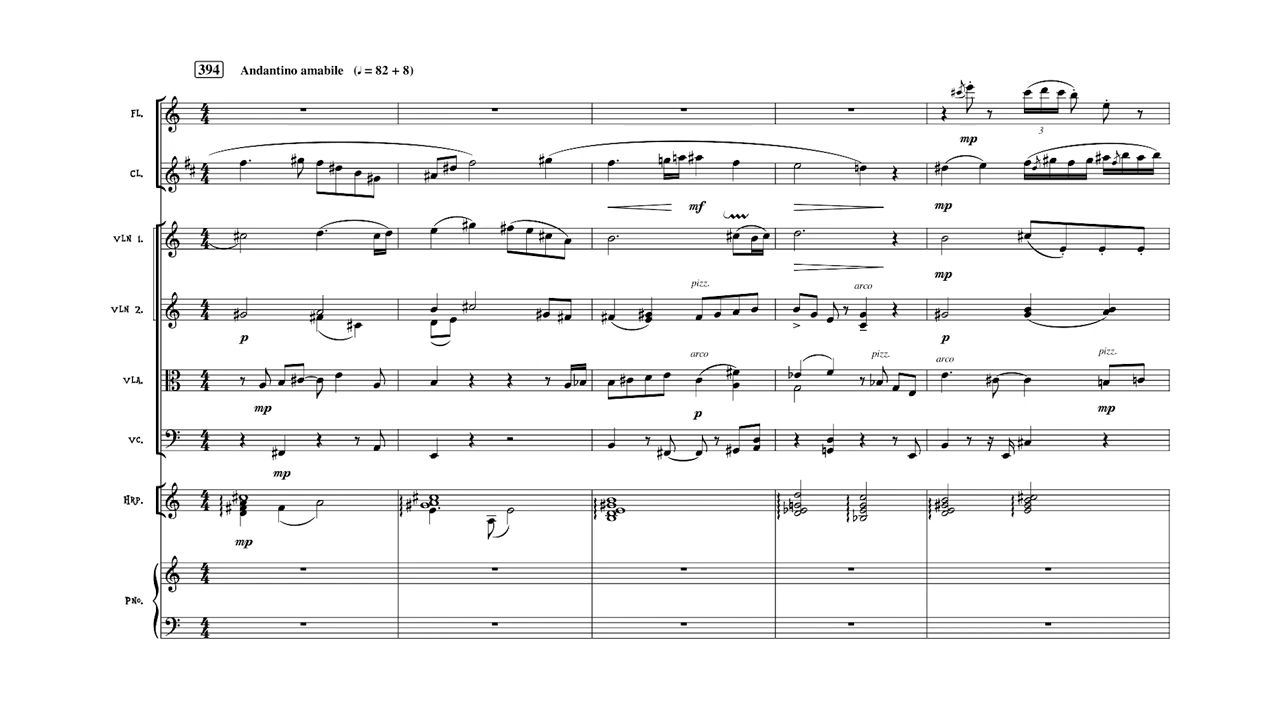 394 Andantino amabile (♩ = 82 + 8)
FL.
3
mp
CL.
mf
mp
VLN 1.
mp
pizz.
arco
VLN 2.
p
p
arco
pizz.
arco
pizz.
VLA.
mp
p
mp
VC.
mp
HRP.
mp
PNO.